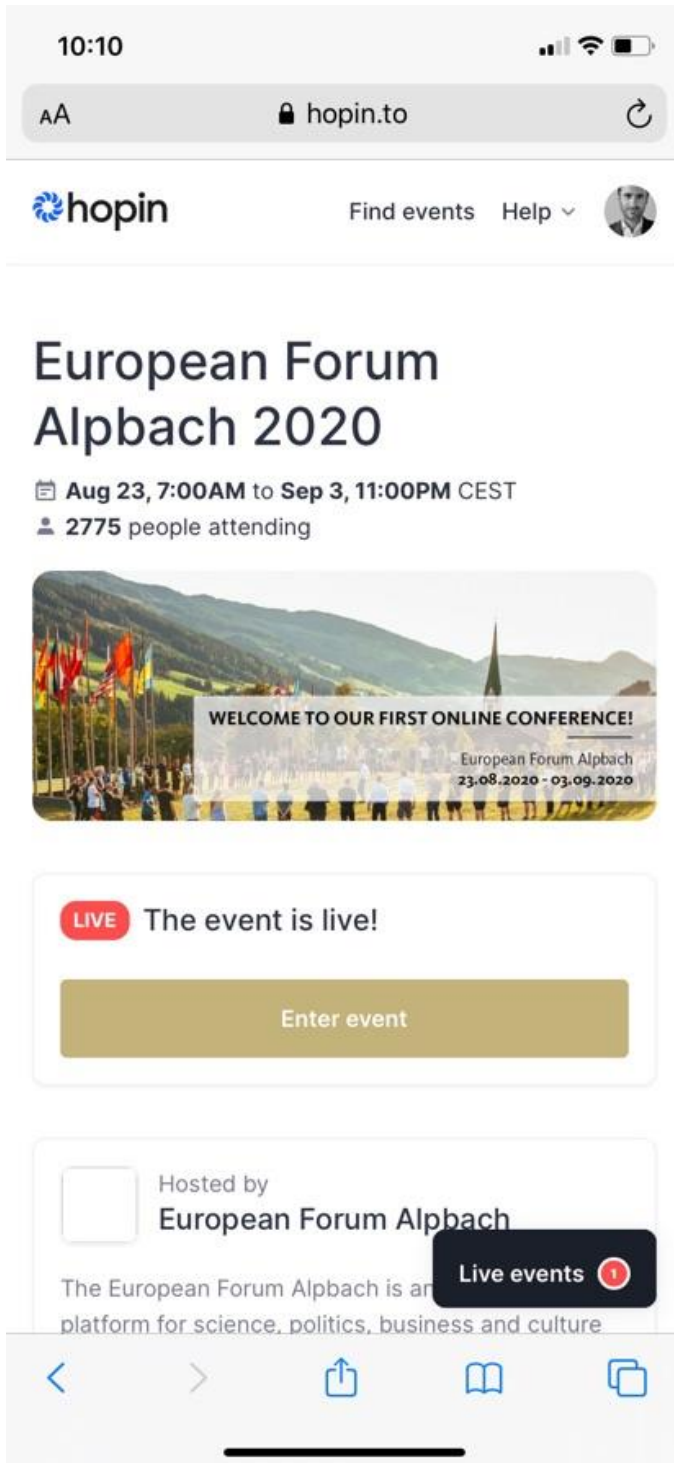 10:10
AA hopin.to
hopin Find events Help
European Forum
Alpbach 2020
Aug 23, 7:00AM to Sep 3, 11:00PM CEST
2775 people attending
WELCOME TO OUR FIRST ONLINE CONFERENCE!
European Forum Alpbach
23.08.2020 - 03.09.2020
LIVE The event is live!
Enter event
Hosted by
European Forum Alpbach
The European Forum Alpbach is an
Live events 1
platform for science, politics, business and culture